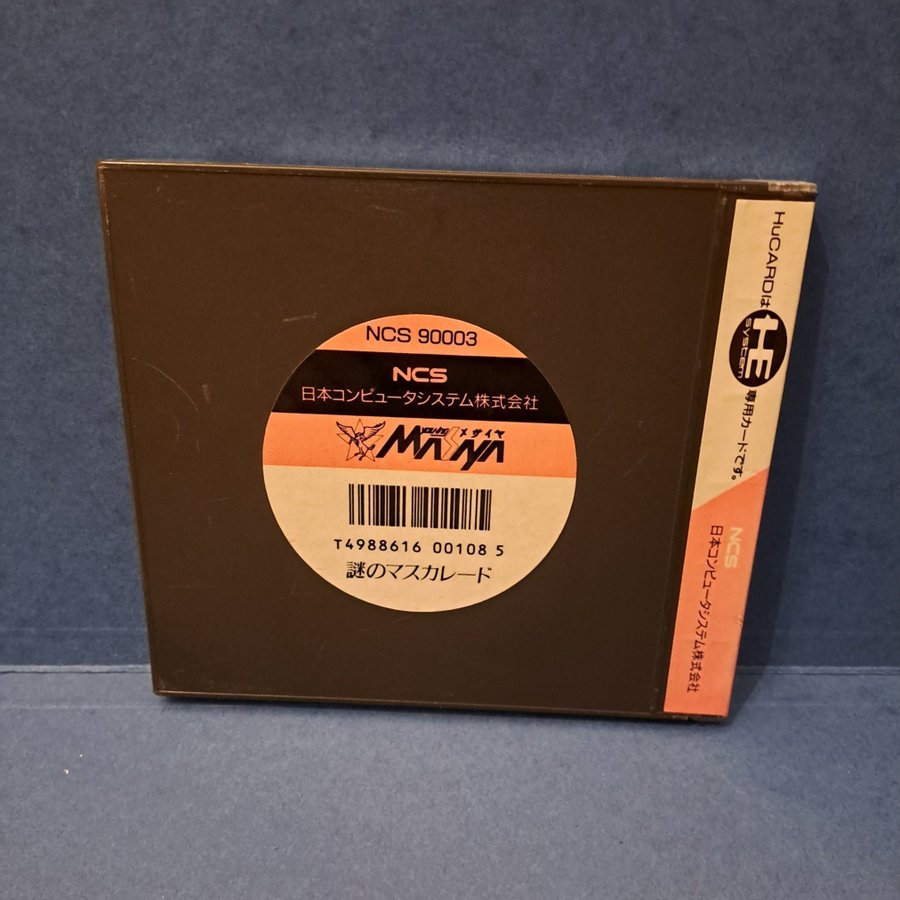 NCS 90003
NCS
日本コンピュータシステム株式会社
メサイヤ
MASAYA
T4988616 00108 5
謎のマスカレード
HuCARDは
HE
SYSTEM
専用カードです。
NCS
日本コンピュータシステム株式会社